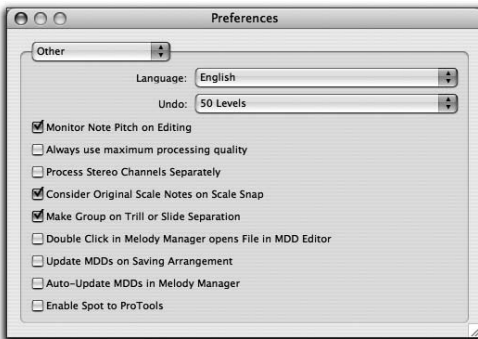 Preferences
Other
Language: English
Undo: 50 Levels
Monitor Note Pitch on Editing
Always use maximum processing quality
Process Stereo Channels Separately
Consider Original Scale Notes on Scale Snap
Make Group on Trill or Slide Separation
Double Click in Melody Manager opens File in MDD Editor
Update MDDs on Saving Arrangement
Auto-Update MDDs in Melody Manager
Enable Spot to ProTools